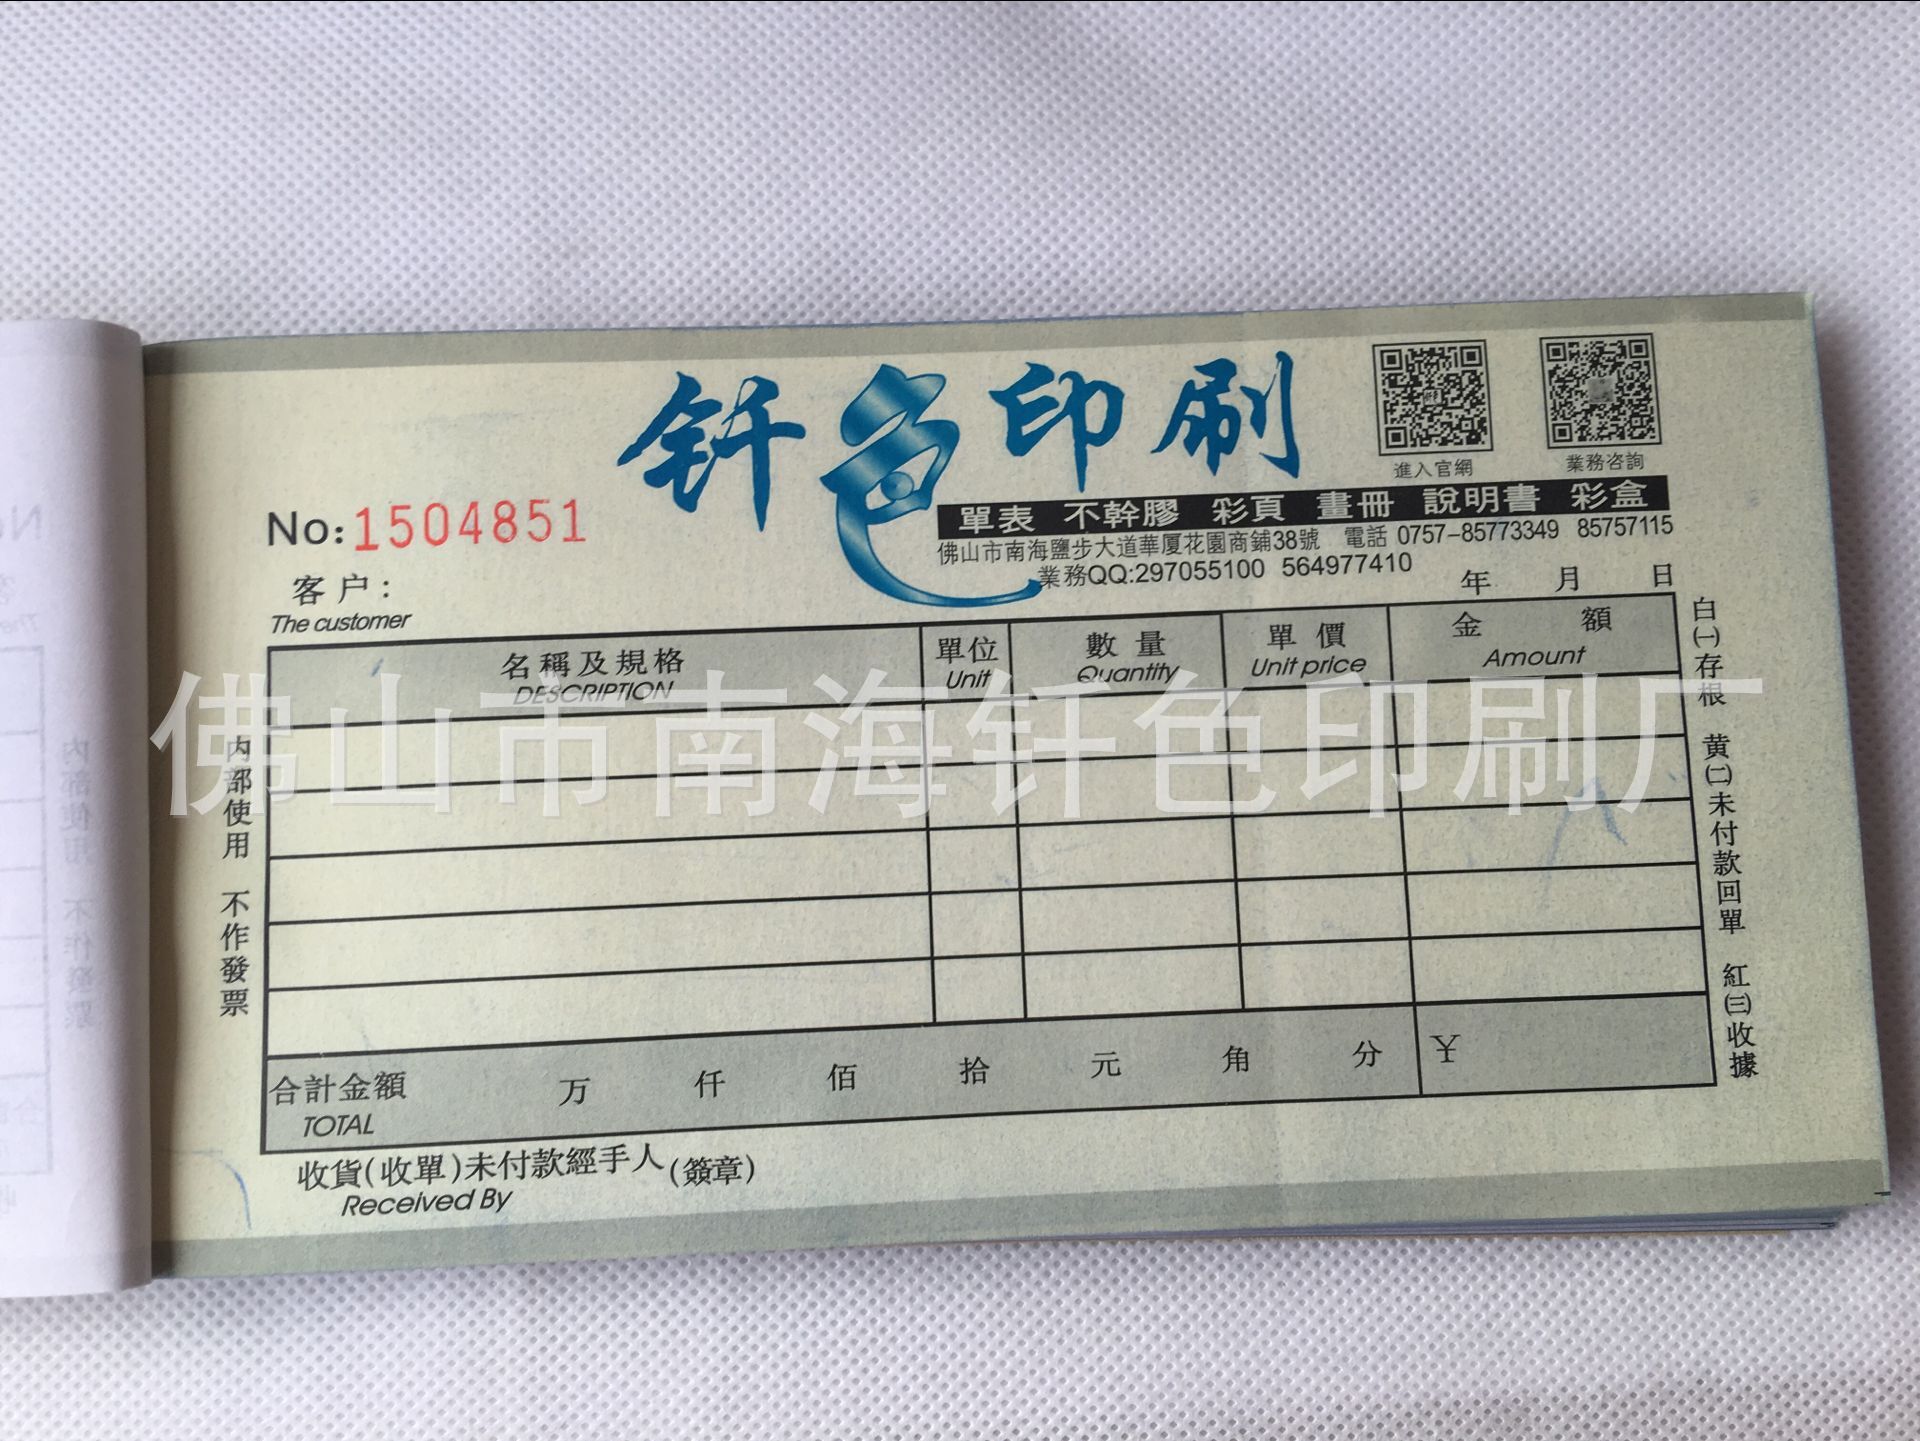 钎色印刷
進入官網
業務咨詢
單表 不幹膠 彩頁 畫冊 說明書 彩盒
No:1504851
佛山市南海鹽步大道華厦花園商鋪38號 電話 0757-85773349 85757115
業務QQ:297055100 564977410
客户:
The customer
年 月 日
名稱及規格
DESCRIPTION
單位
Unit
數量
Quantity
單價
Unit price
金額
Amount
佛山市南海钎色印刷厂
内部使用 不作發票
白㈠存根 黄㈡未付款回單 紅㈢收據
合計金額 万 仟 佰 拾 元 角 分 ¥
TOTAL
收貨(收單)未付款經手人(簽章)
Received By